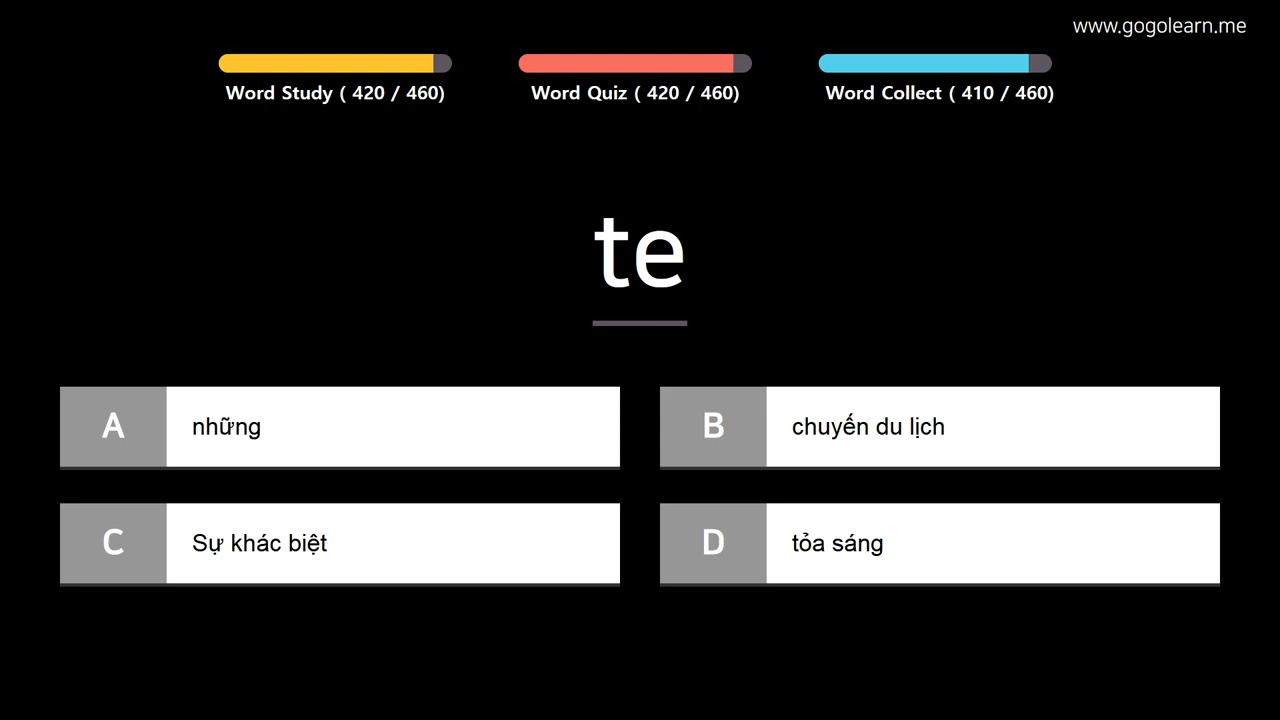 www.gogolearn.me
Word Study ( 420 / 460)
Word Quiz ( 420 / 460)
Word Collect ( 410 / 460)
te
A
những
B
chuyến du lịch
C
Sự khác biệt
D
tỏa sáng